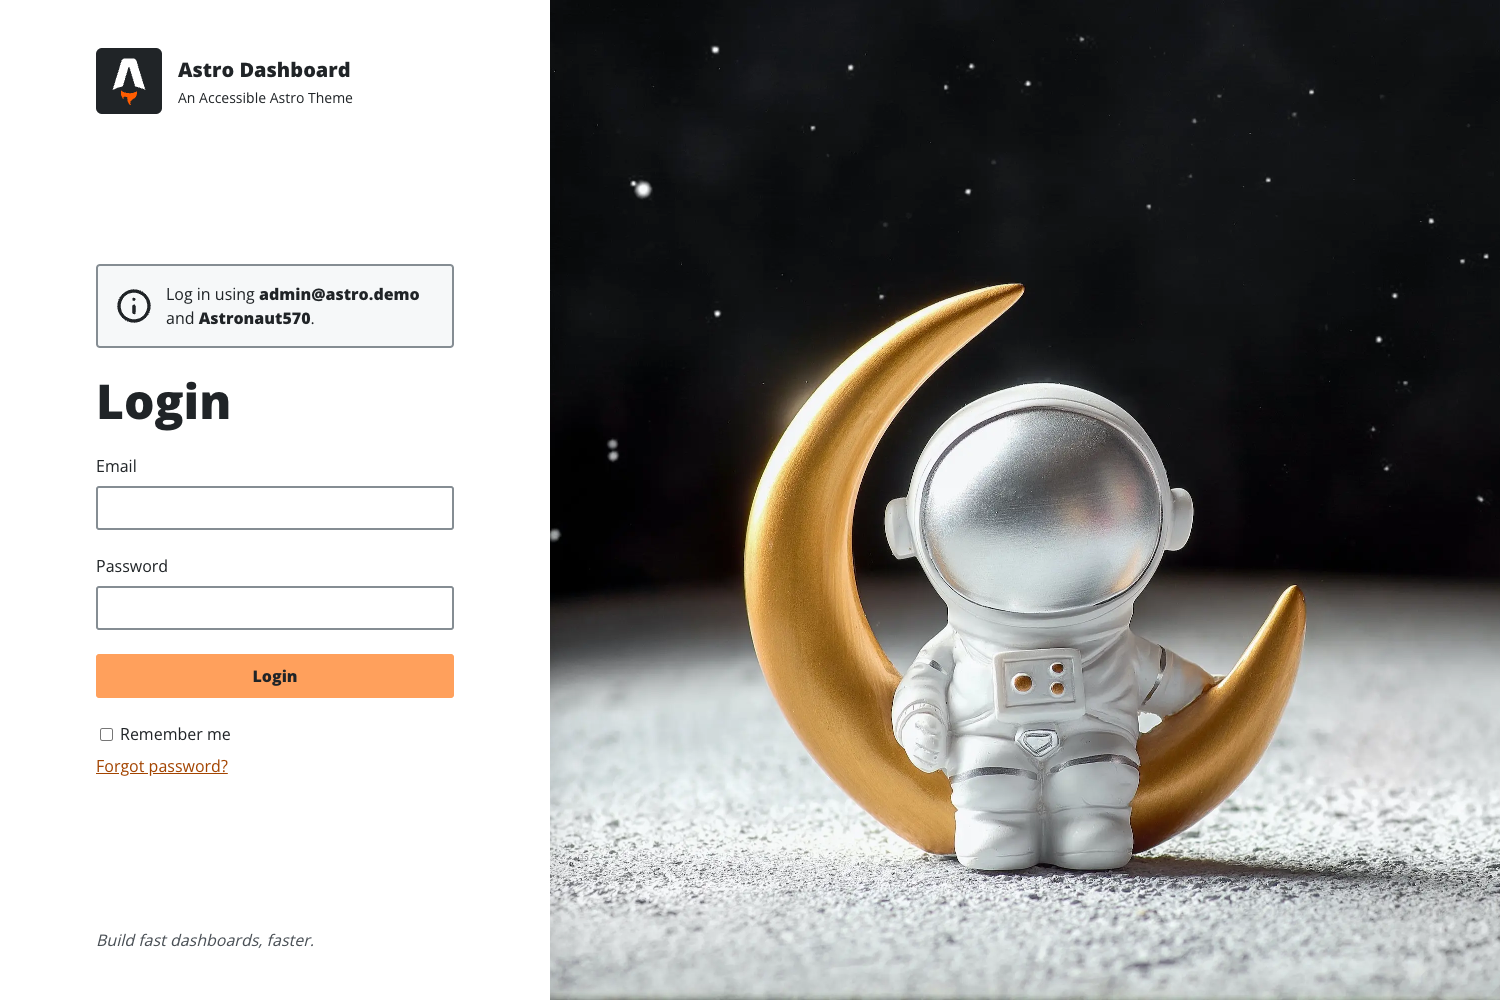 Astro Dashboard
An Accessible Astro Theme
Log in using admin@astro.demo
and Astronaut570.
Login
Email
Password
Login
Remember me
Forgot password?
Build fast dashboards, faster.